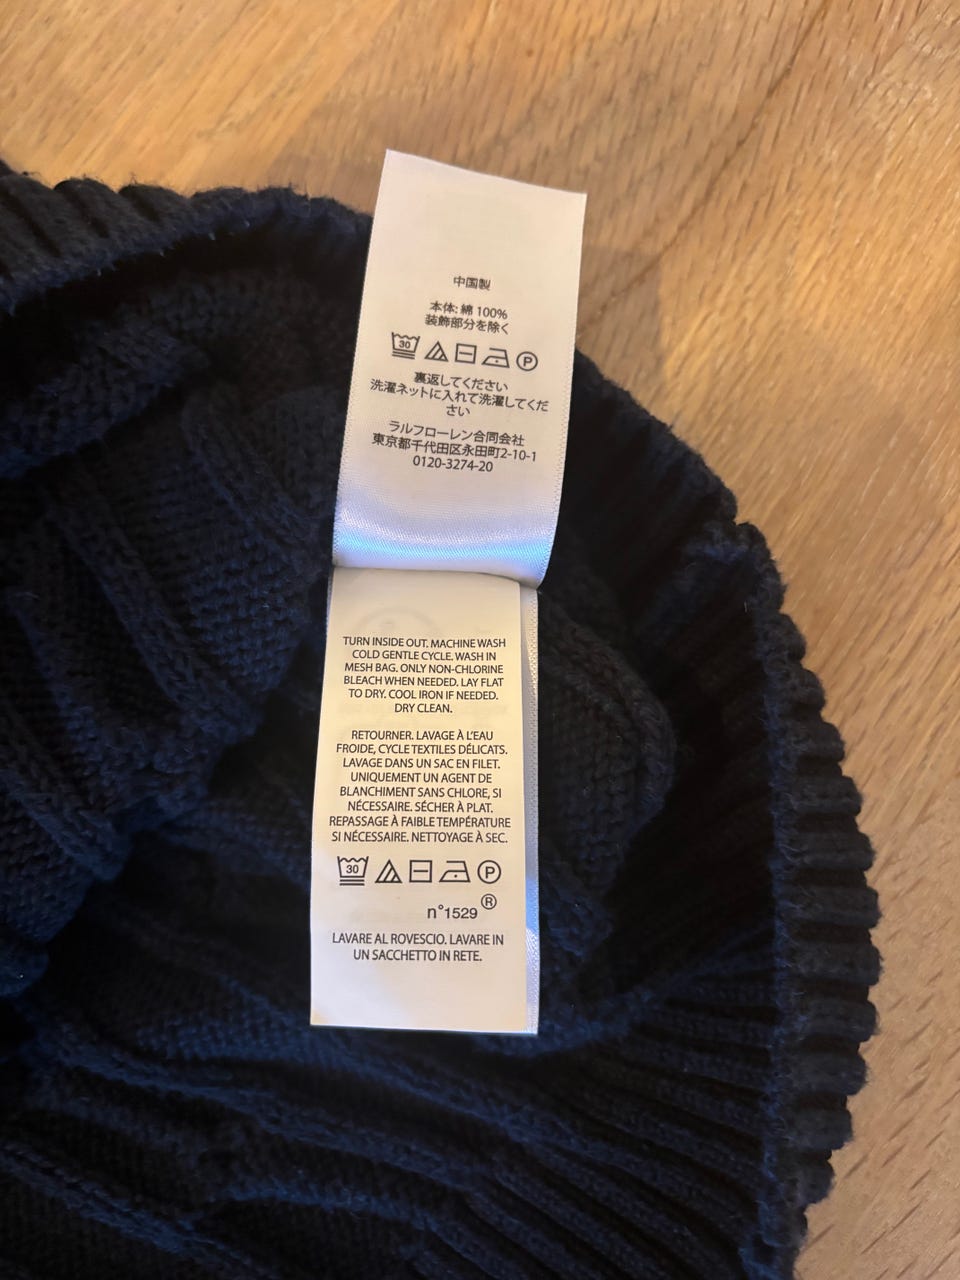 中国製
本体: 綿 100%
装飾部分を除く
30
P
裏返してください
洗濯ネットに入れて洗濯してくだ
さい
ラルフローレン合同会社
東京都千代田区永田町2-10-1
0120-3274-20
TURN INSIDE OUT. MACHINE WASH
COLD GENTLE CYCLE. WASH IN
MESH BAG. ONLY NON-CHLORINE
BLEACH WHEN NEEDED. LAY FLAT
TO DRY. COOL IRON IF NEEDED.
DRY CLEAN.
RETOURNER. LAVAGE À L'EAU
FROIDE, CYCLE TEXTILES DÉLICATS.
LAVAGE DANS UN SAC EN FILET.
UNIQUEMENT UN AGENT DE
BLANCHIMENT SANS CHLORE, SI
NÉCESSAIRE. SÉCHER À PLAT.
REPASSAGE À FAIBLE TEMPÉRATURE
SI NÉCESSAIRE. NETTOYAGE À SEC.
30
P
n°1529 ®
LAVARE AL ROVESCIO. LAVARE IN
UN SACCHETTO IN RETE.